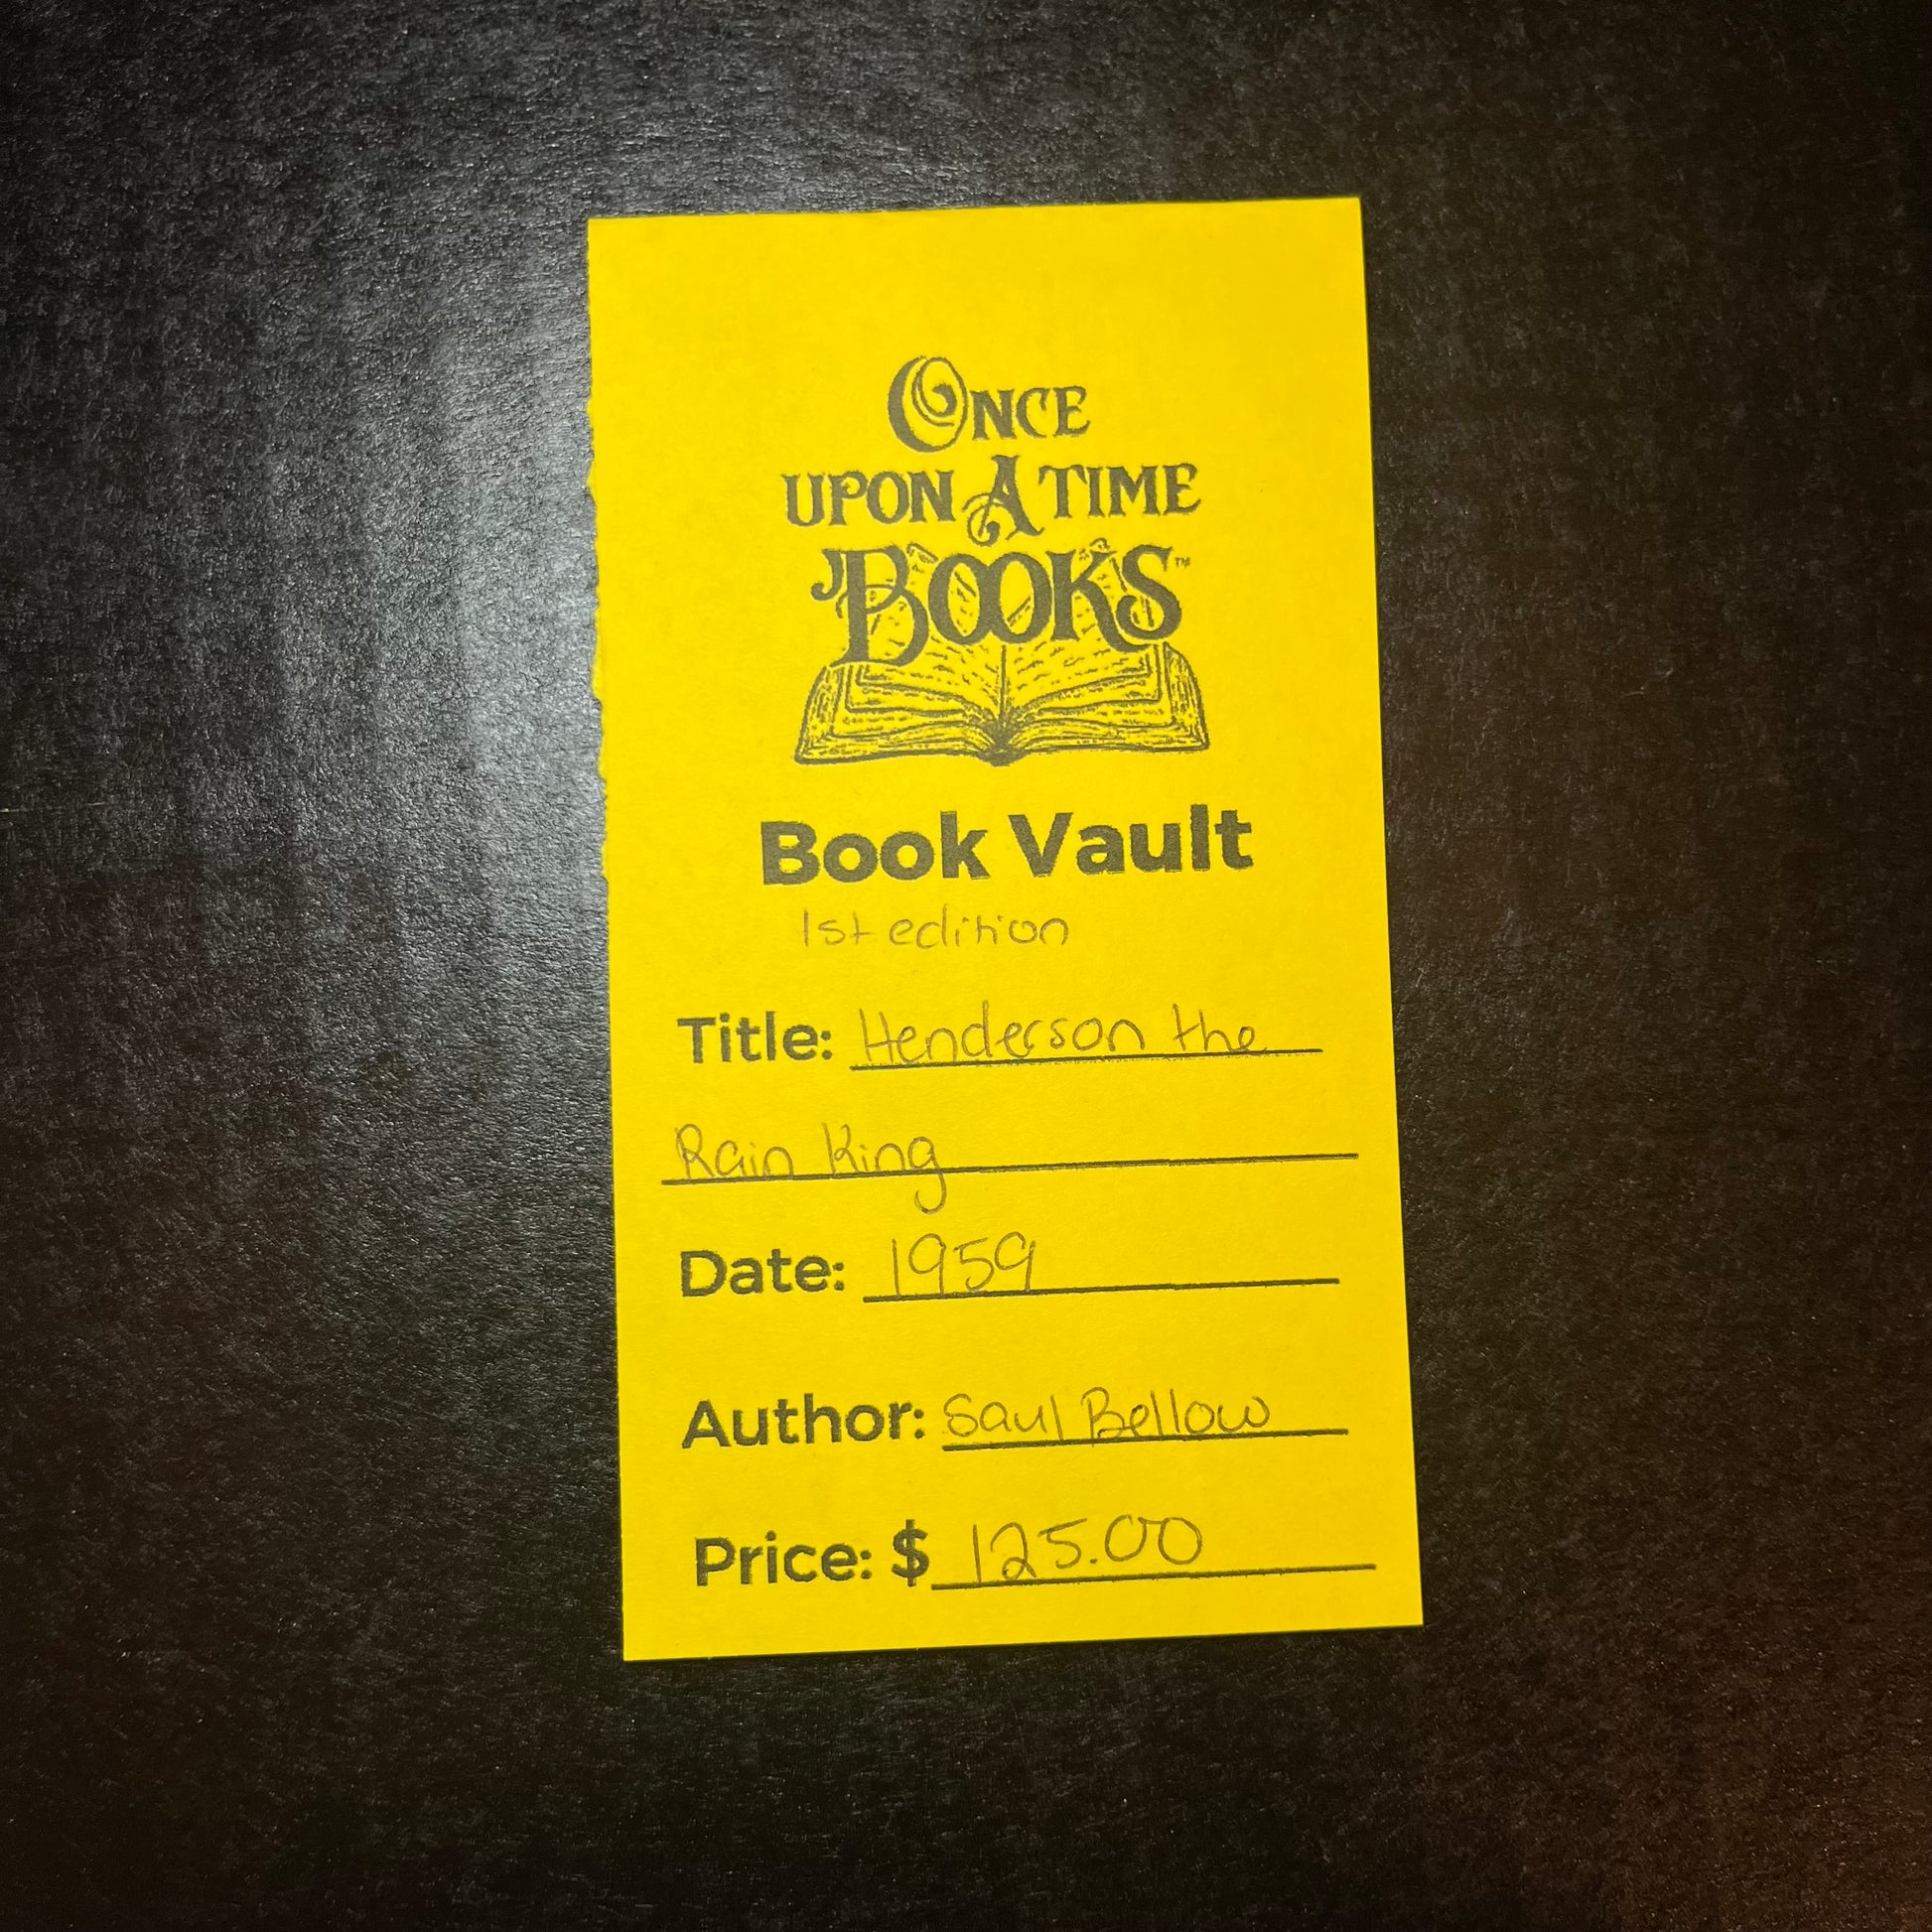 ONCE
UPON A TIME
BOOKS™
Book Vault
1st edition
Title: Henderson the
Rain King
Date: 1959
Author: Saul Bellow
Price: $ 125.00